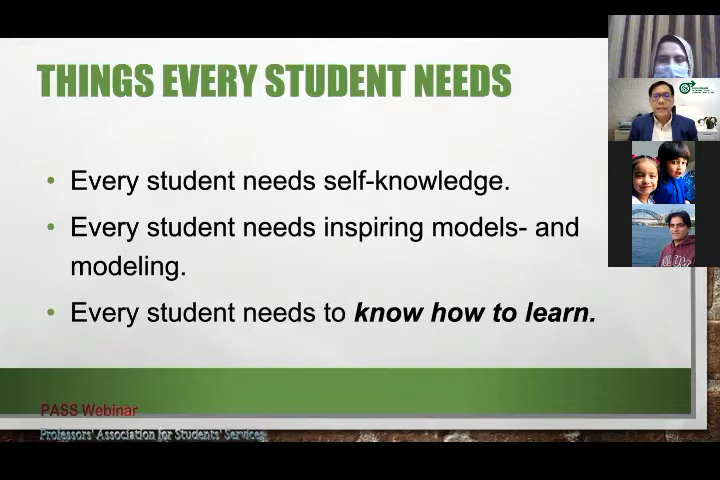 THINGS EVERY STUDENT NEEDS
• Every student needs self-knowledge.
• Every student needs inspiring models- and
modeling.
• Every student needs to know how to learn.
PASS Webinar
Professors' Association for Students' Services